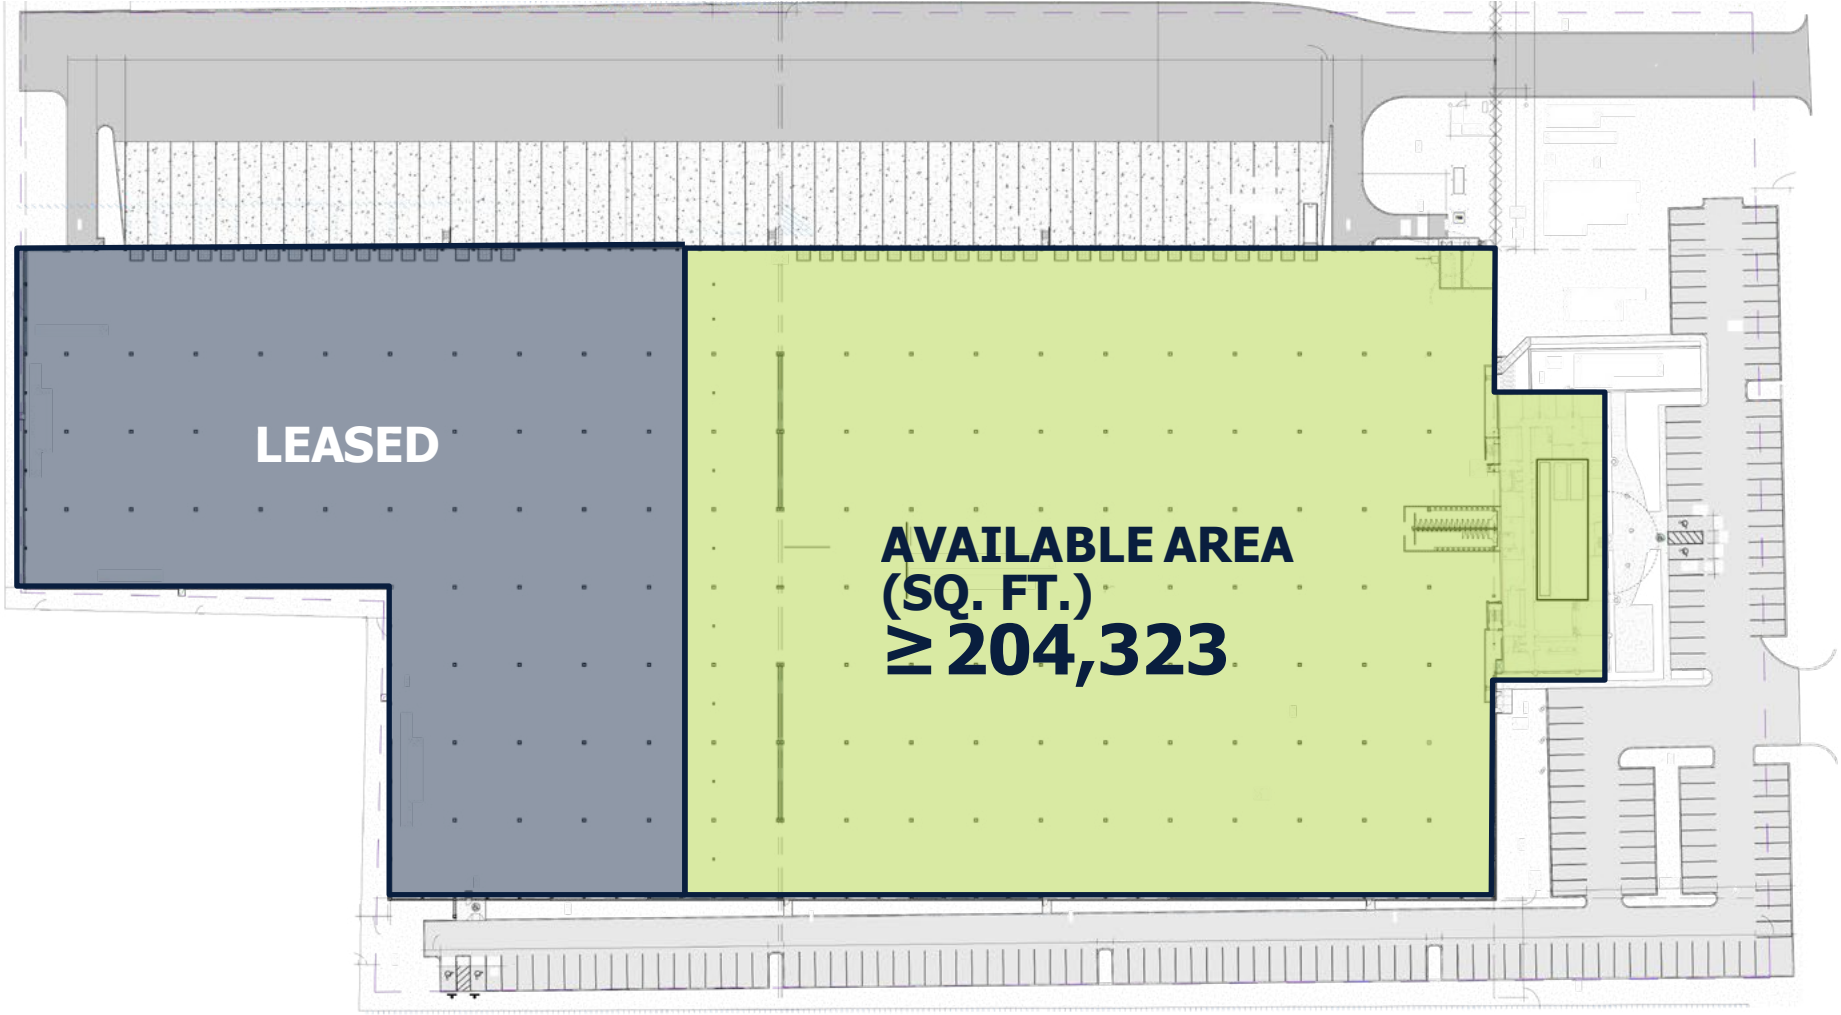 LEASED
AVAILABLE AREA
(SQ. FT.)
≥ 204,323